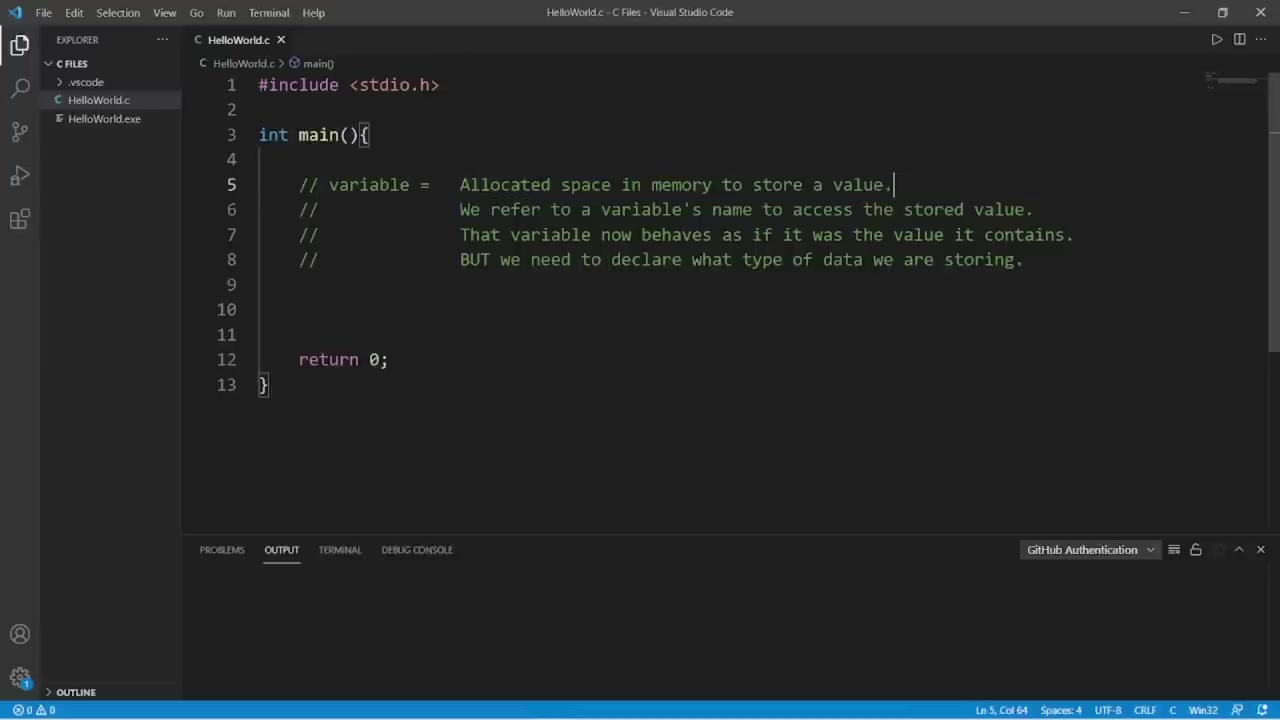 File Edit Selection View Go Run Terminal Help HelloWorld.c - C Files - Visual Studio Code
EXPLORER ··· C HelloWorld.c ×
C FILES C HelloWorld.c > main()
> .vscode
C HelloWorld.c
HelloWorld.exe
1 #include <stdio.h>
2
3 int main(){
4
5 // variable = Allocated space in memory to store a value.
6 // We refer to a variable's name to access the stored value.
7 // That variable now behaves as if it was the value it contains.
8 // BUT we need to declare what type of data we are storing.
9
10
11
12 return 0;
13 }
PROBLEMS OUTPUT TERMINAL DEBUG CONSOLE GitHub Authentication
1
> OUTLINE
0 0 Ln 5, Col 64 Spaces: 4 UTF-8 CRLF C Win32